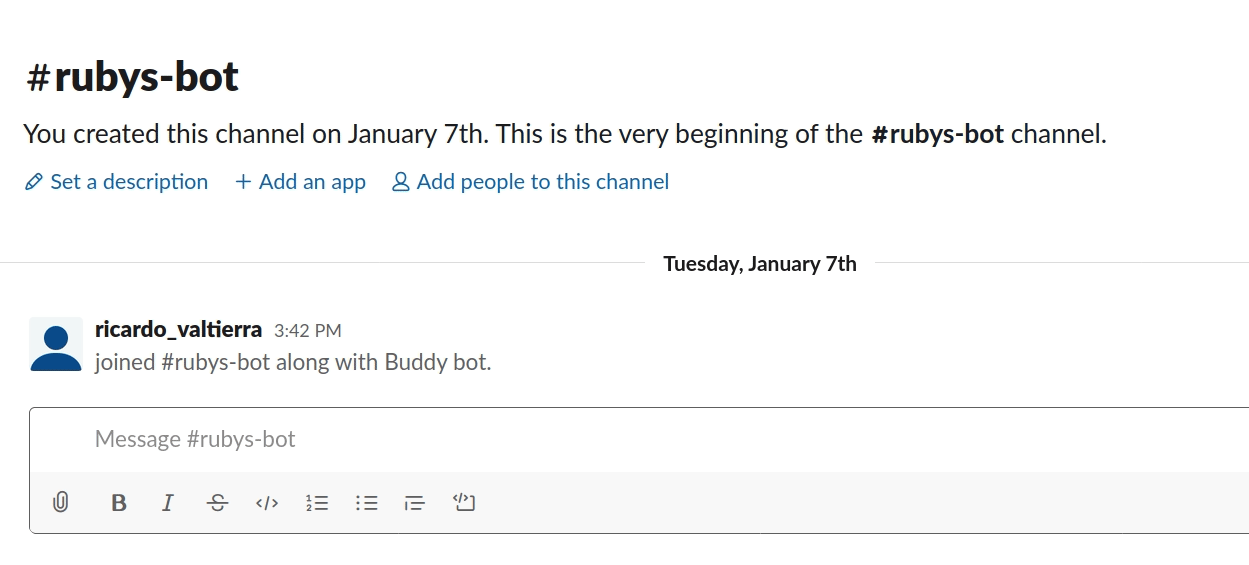 #rubys-bot
You created this channel on January 7th. This is the very beginning of the #rubys-bot channel.
Set a description + Add an app Add people to this channel
Tuesday, January 7th
ricardo_valtierra 3:42 PM
joined #rubys-bot along with Buddy bot.
Message #rubys-bot